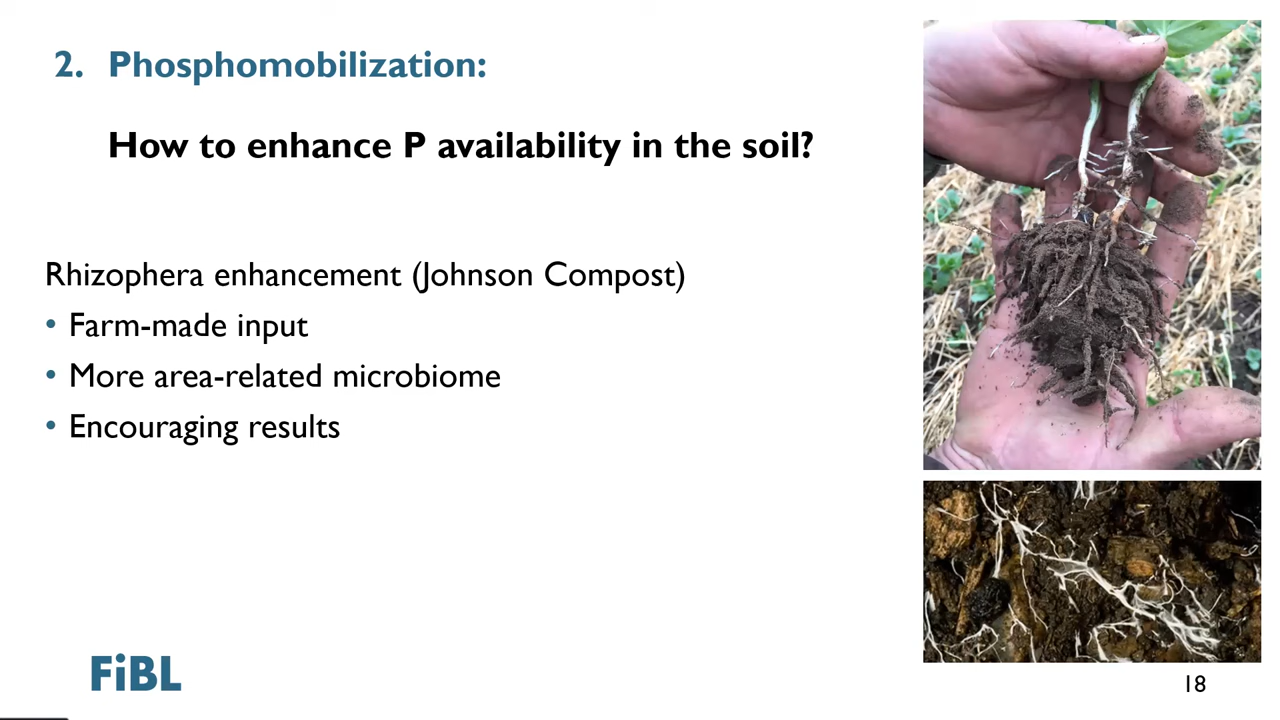 2. Phosphomobilization:
How to enhance P availability in the soil?
Rhizophera enhancement (Johnson Compost)
• Farm-made input
• More area-related microbiome
• Encouraging results
FiBL
18